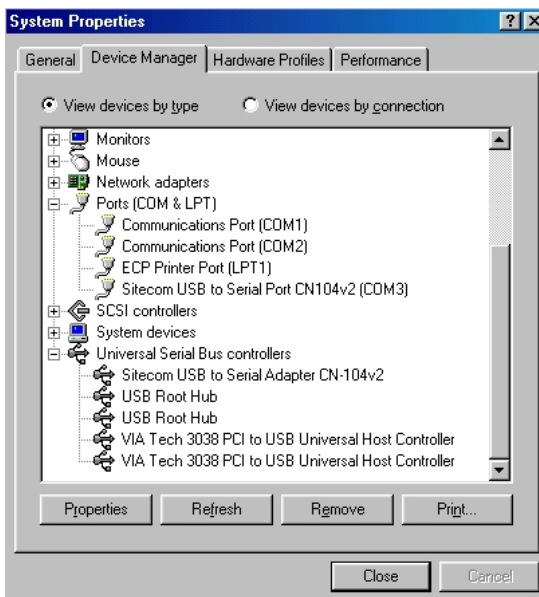 System Properties
General Device Manager Hardware Profiles Performance
View devices by type View devices by connection
Monitors
Mouse
Network adapters
Ports (COM & LPT)
Communications Port (COM1)
Communications Port (COM2)
ECP Printer Port (LPT1)
Sitecom USB to Serial Port CN104v2 (COM3)
SCSI controllers
System devices
Universal Serial Bus controllers
Sitecom USB to Serial Adapter CN-104v2
USB Root Hub
USB Root Hub
VIA Tech 3038 PCI to USB Universal Host Controller
VIA Tech 3038 PCI to USB Universal Host Controller
Properties Refresh Remove Print...
Close Cancel